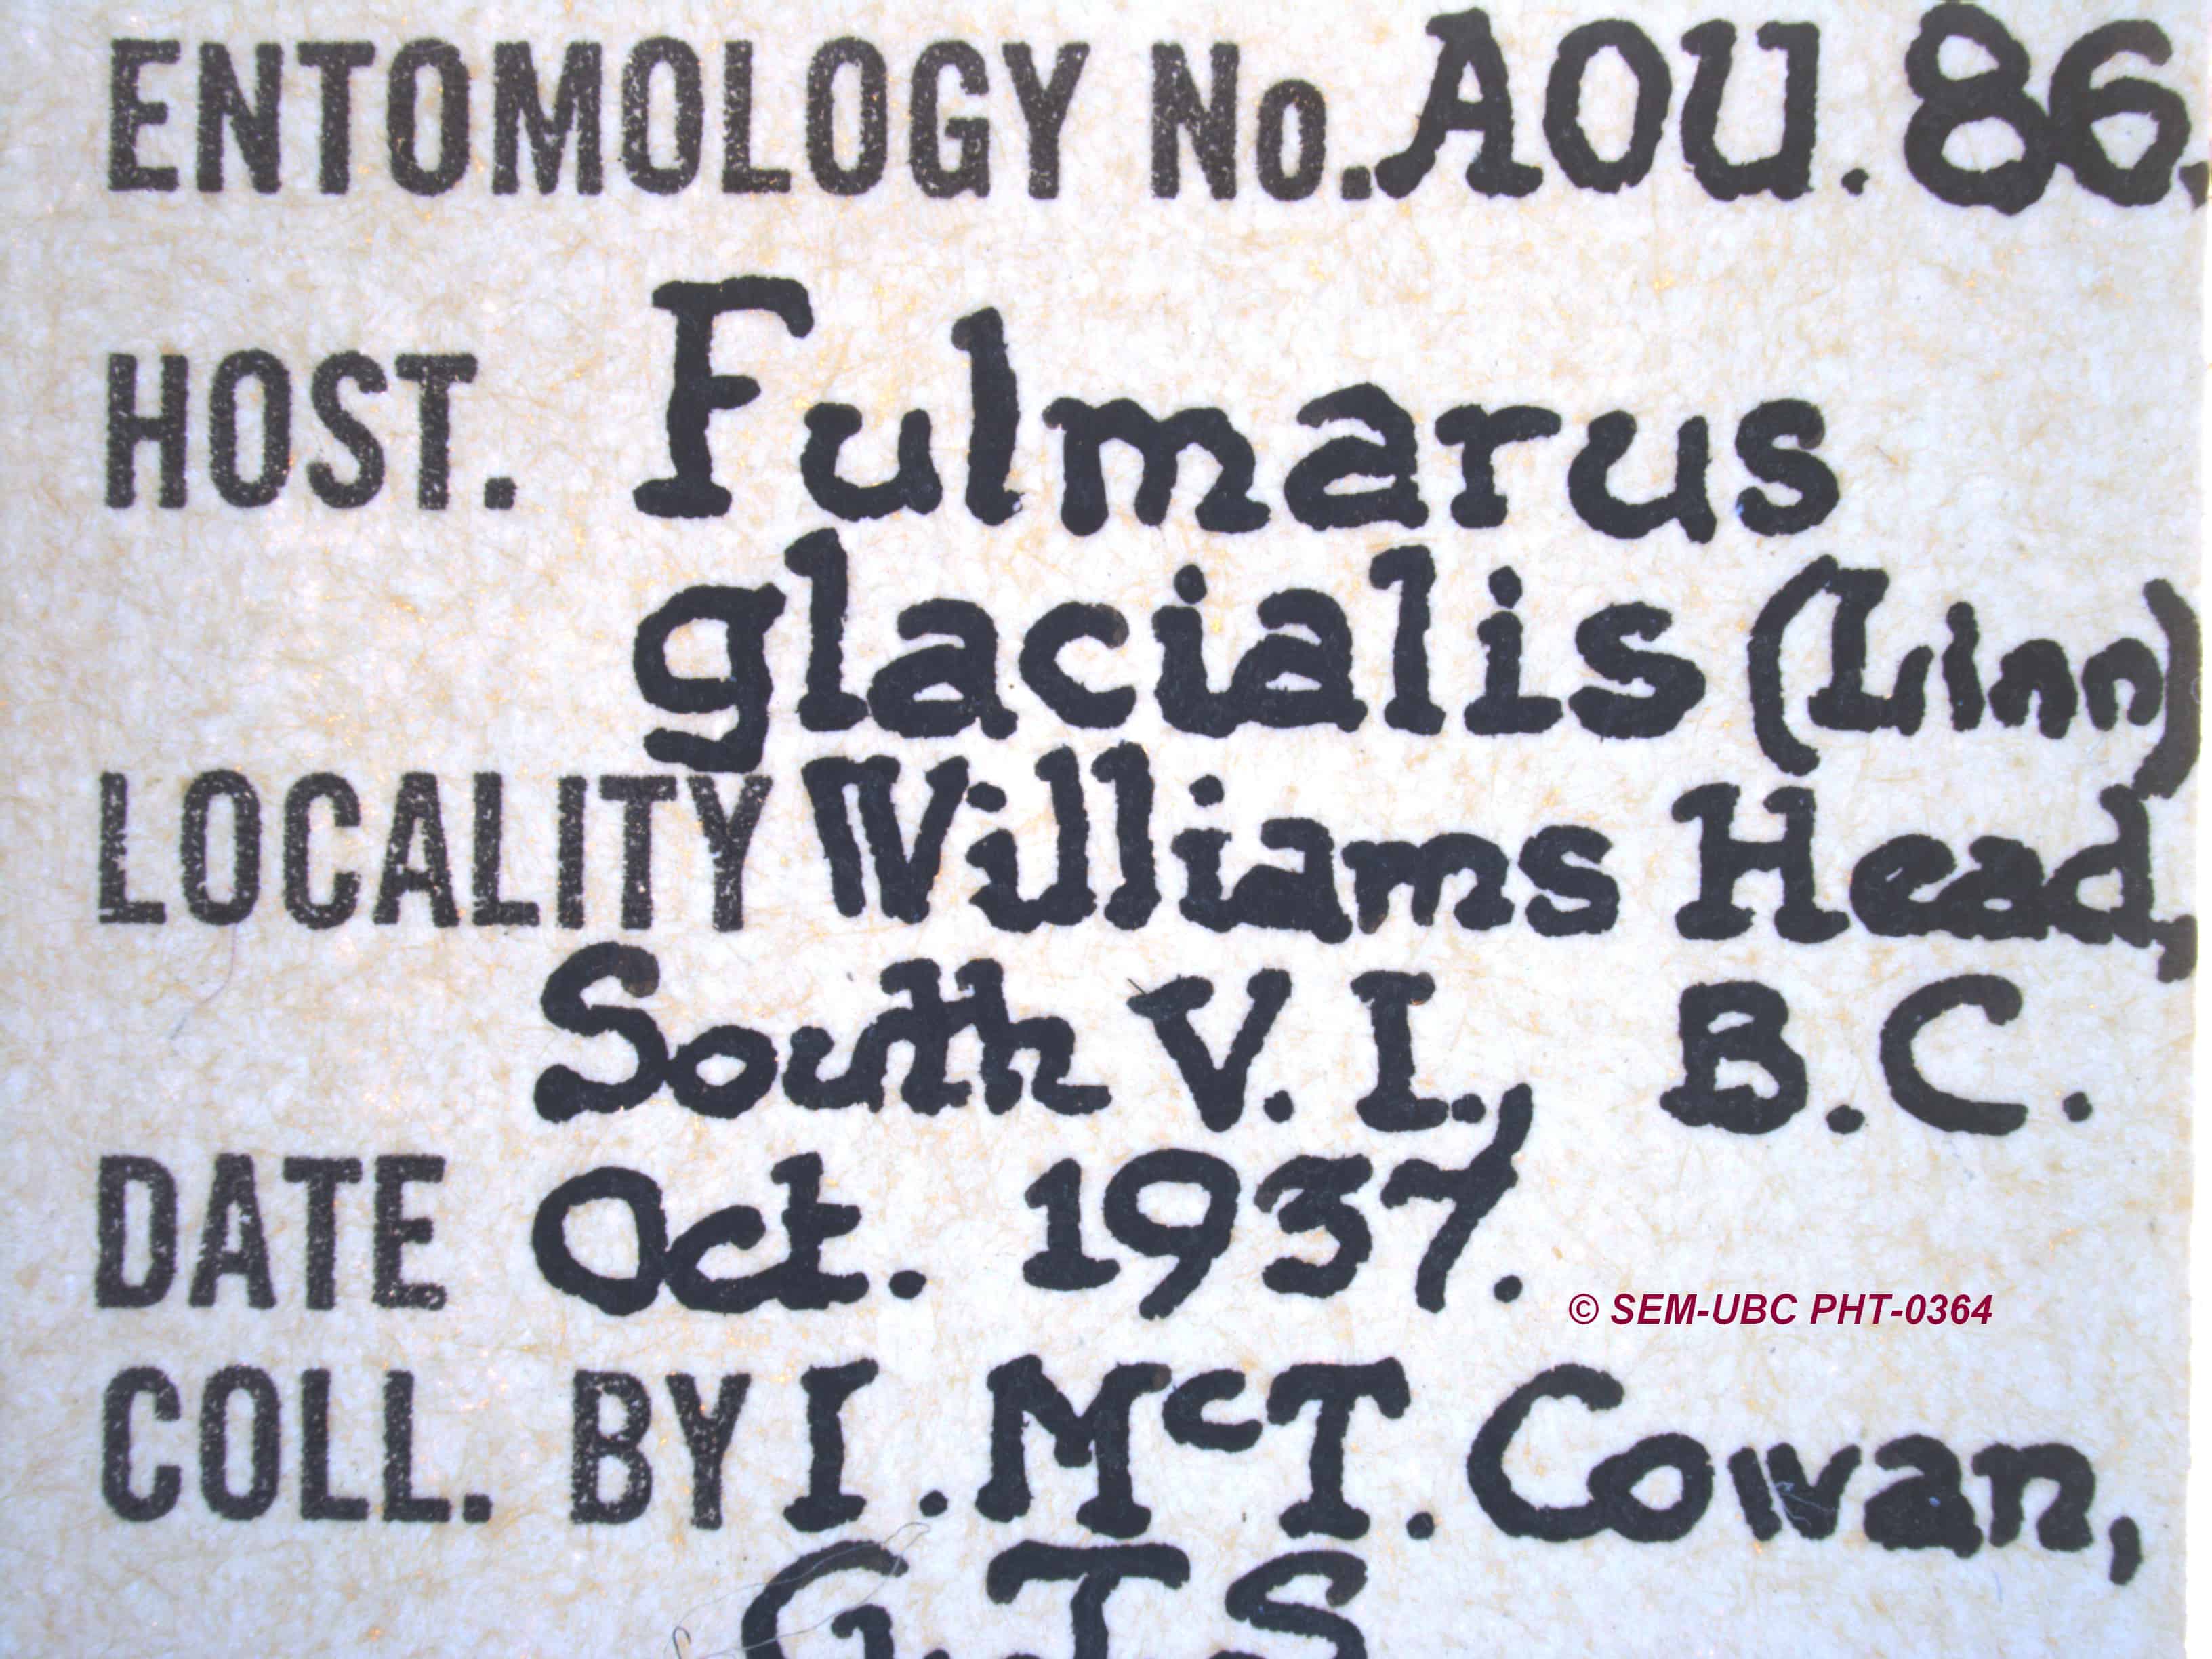 ENTOMOLOGY No. AOU. 86.
HOST. Fulmarus
glacialis (Linn)
LOCALITY Williams Head,
South V. I., B.C.
DATE Oct. 1937.
© SEM-UBC PHT-0364
COLL. BY I. McT. Cowan,
G. T. S